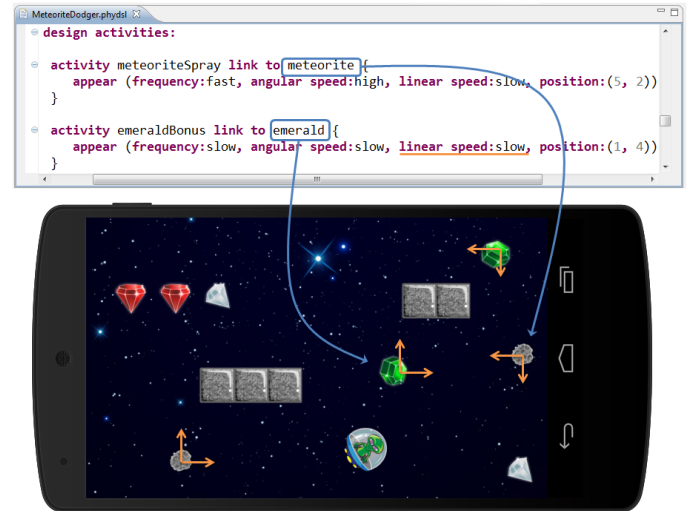 MeteoriteDodger.phydsl
design activities:
activity meteoriteSpray link to meteorite {
appear (frequency:fast, angular speed:high, linear speed:slow, position:(5, 2))
}
activity emeraldBonus link to emerald {
appear (frequency:slow, angular speed:slow, linear speed:slow, position:(1, 4))
}